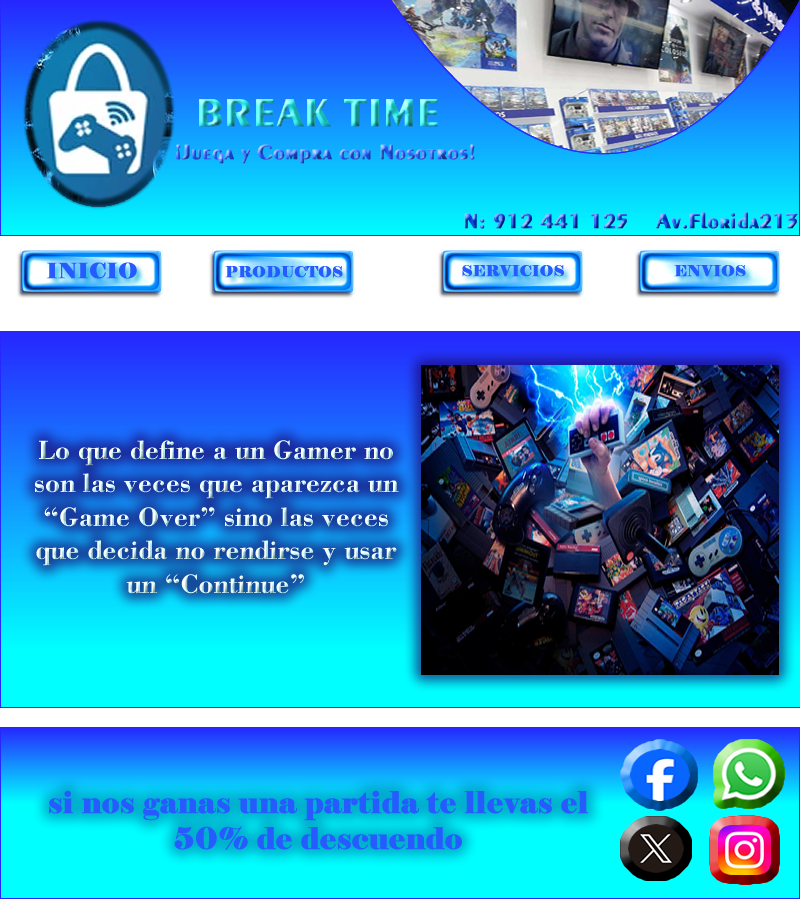 BREAK TIME
¡Juega y Compra con Nosotros!
N: 912 441 125 Av.Florida213
INICIO
PRODUCTOS
SERVICIOS
ENVIOS
Lo que define a un Gamer no
son las veces que aparezca un
“Game Over” sino las veces
que decida no rendirse y usar
un “Continue”
si nos ganas una partida te llevas el
50% de descuendo